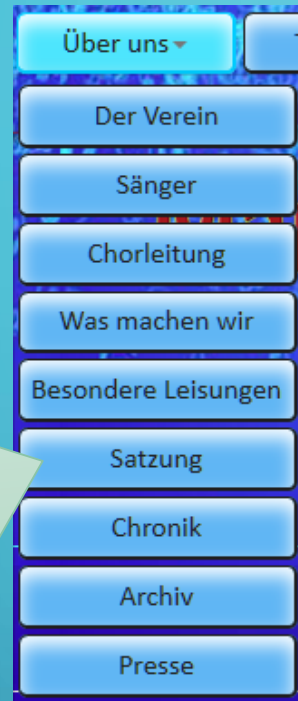 Über uns
Der Verein
Sänger
Chorleitung
Was machen wir
Besondere Leisungen
Satzung
Chronik
Archiv
Presse